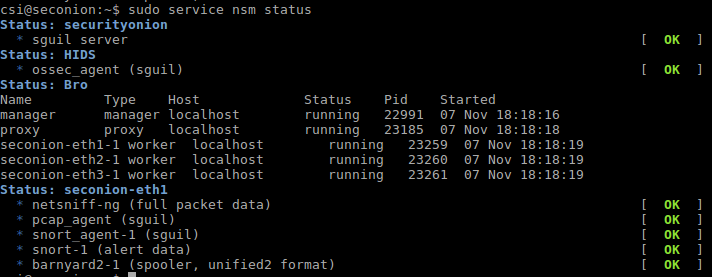 csi@seconion:~$ sudo service nsm status
Status: securityonion
  * sguil server                                                                  [  OK  ]
Status: HIDS
  * ossec_agent (sguil)                                                           [  OK  ]
Status: Bro
Name         Type    Host             Status    Pid    Started
manager      manager localhost        running   22991  07 Nov 18:18:16
proxy        proxy   localhost        running   23185  07 Nov 18:18:18
seconion-eth1-1 worker  localhost        running   23259  07 Nov 18:18:19
seconion-eth2-1 worker  localhost        running   23260  07 Nov 18:18:19
seconion-eth3-1 worker  localhost        running   23261  07 Nov 18:18:19
Status: seconion-eth1
  * netsniff-ng (full packet data)                                                [  OK  ]
  * pcap_agent (sguil)                                                            [  OK  ]
  * snort_agent-1 (sguil)                                                         [  OK  ]
  * snort-1 (alert data)                                                          [  OK  ]
  * barnyard2-1 (spooler, unified2 format)                                        [  OK  ]